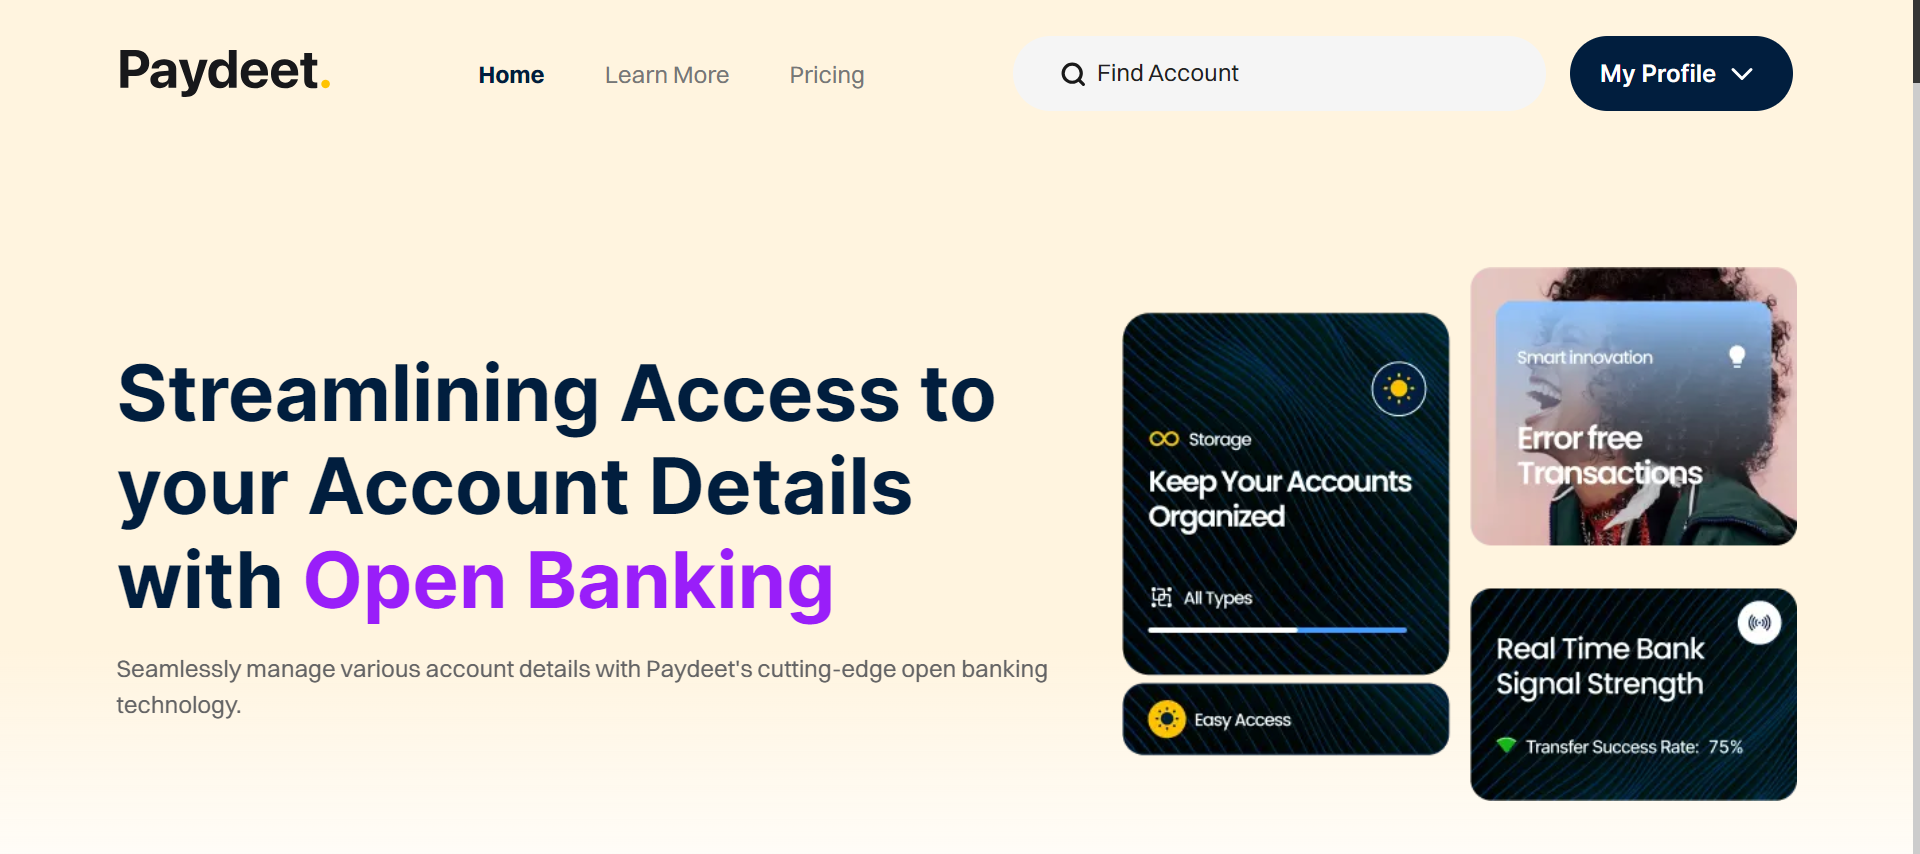 Paydeet.
Home
Learn More
Pricing
Find Account
My Profile
Streamlining Access to
your Account Details
with Open Banking
Seamlessly manage various account details with Paydeet's cutting-edge open banking
technology.
Storage
Keep Your Accounts
Organized
All Types
Easy Access
Smart innovation
Error free
Transactions
Real Time Bank
Signal Strength
Transfer Success Rate: 75%